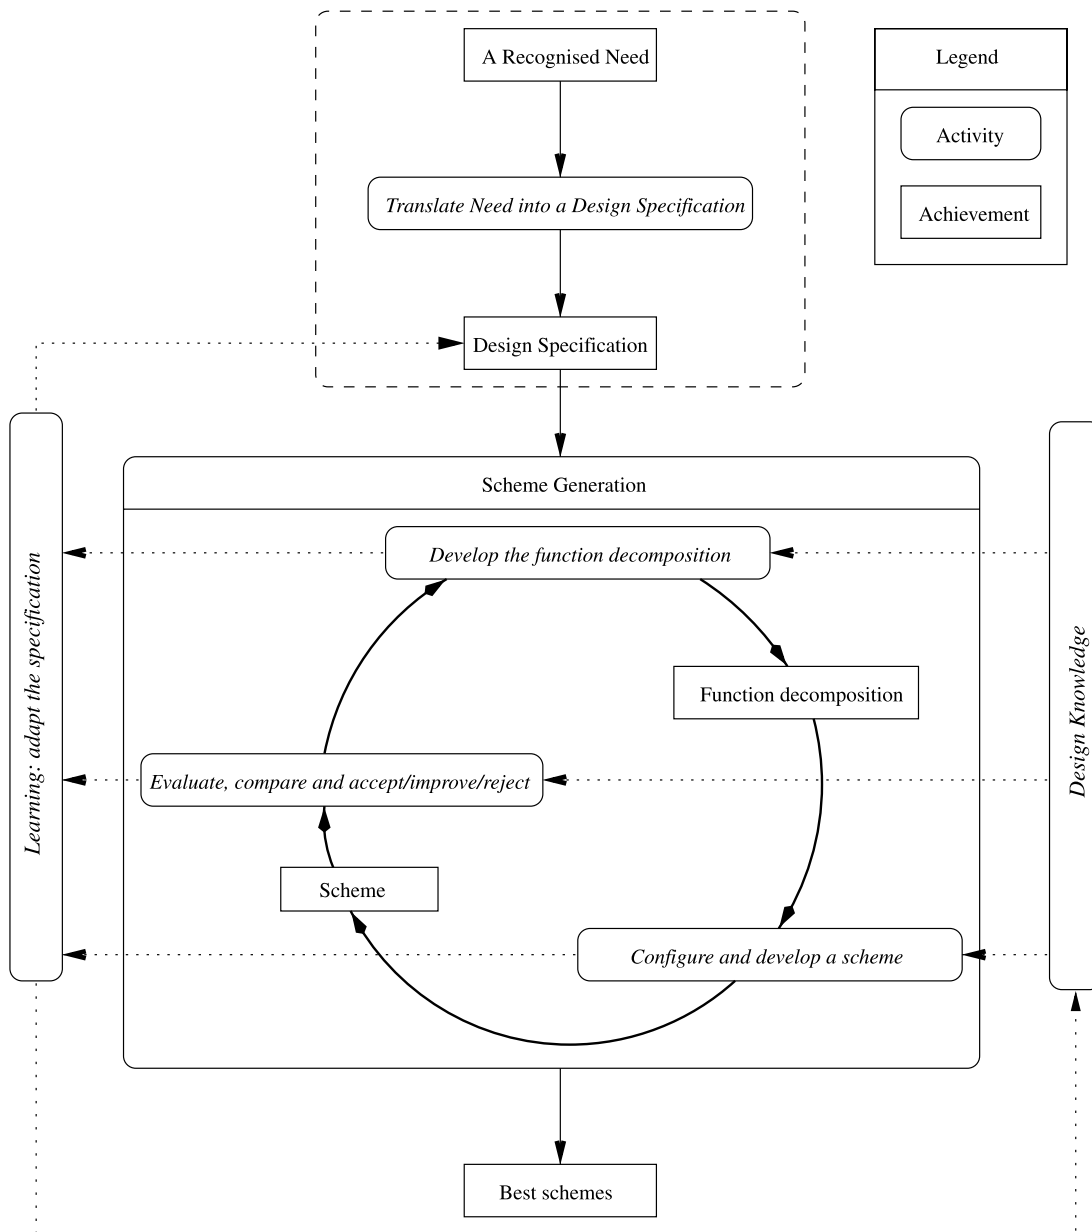 A Recognised Need
Legend
Activity
Translate Need into a Design Specification
Achievement
Design Specification
Scheme Generation
Develop the function decomposition
Learning: adapt the specification
Function decomposition
Design Knowledge
Evaluate, compare and accept/improve/reject
Scheme
Configure and develop a scheme
Best schemes